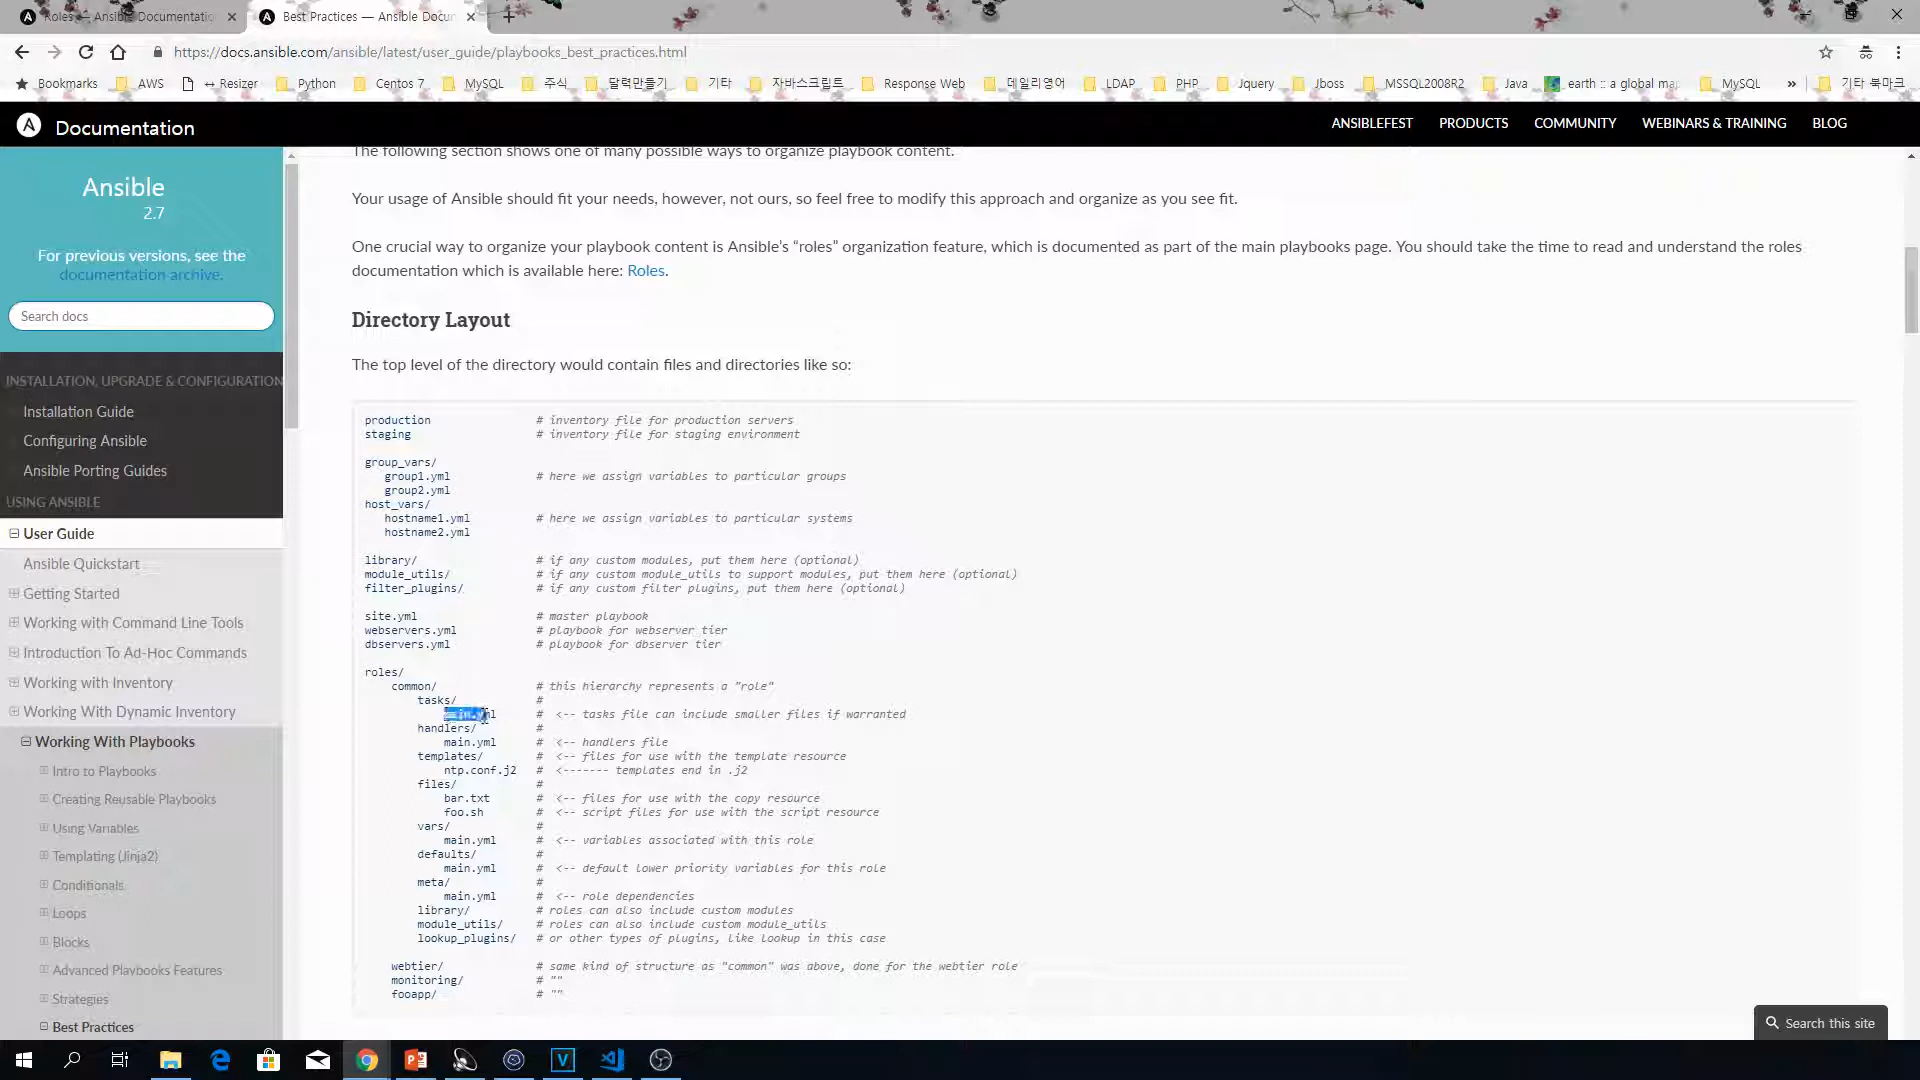 Roles — Ansible Documentatio
Best Practices — Ansible Docur
https://docs.ansible.com/ansible/latest/user_guide/playbooks_best_practices.html
Bookmarks AWS ↔ Resizer Python Centos 7 MySQL 주식 달력만들기 기타 자바스크립트 Response Web 데일리영어 LDAP PHP Jquery Jboss MSSQL2008R2 Java earth :: a global ma MySQL » 기타 북마크
A Documentation
ANSIBLEFEST PRODUCTS COMMUNITY WEBINARS & TRAINING BLOG
Ansible
2.7
For previous versions, see the
documentation archive.
Search docs
INSTALLATION, UPGRADE & CONFIGURATION
Installation Guide
Configuring Ansible
Ansible Porting Guides
USING ANSIBLE
User Guide
Ansible Quickstart
Getting Started
Working with Command Line Tools
Introduction To Ad-Hoc Commands
Working with Inventory
Working With Dynamic Inventory
Working With Playbooks
Intro to Playbooks
Creating Reusable Playbooks
Using Variables
Templating (Jinja2)
Conditionals
Loops
Blocks
Advanced Playbooks Features
Strategies
Best Practices
The following section shows one of many possible ways to organize playbook content.
Your usage of Ansible should fit your needs, however, not ours, so feel free to modify this approach and organize as you see fit.
One crucial way to organize your playbook content is Ansible’s “roles” organization feature, which is documented as part of the main playbooks page. You should take the time to read and understand the roles
documentation which is available here: Roles.
Directory Layout
The top level of the directory would contain files and directories like so:
production # inventory file for production servers
staging # inventory file for staging environment
group_vars/
group1.yml # here we assign variables to particular groups
group2.yml
host_vars/
hostname1.yml # here we assign variables to particular systems
hostname2.yml
library/ # if any custom modules, put them here (optional)
module_utils/ # if any custom module_utils to support modules, put them here (optional)
filter_plugins/ # if any custom filter plugins, put them here (optional)
site.yml # master playbook
webservers.yml # playbook for webserver tier
dbservers.yml # playbook for dbserver tier
roles/
common/ # this hierarchy represents a "role"
tasks/ #
main.yml # <-- tasks file can include smaller files if warranted
handlers/ #
main.yml # <-- handlers file
templates/ # <-- files for use with the template resource
ntp.conf.j2 # <------- templates end in .j2
files/ #
bar.txt # <-- files for use with the copy resource
foo.sh # <-- script files for use with the script resource
vars/ #
main.yml # <-- variables associated with this role
defaults/ #
main.yml # <-- default lower priority variables for this role
meta/ #
main.yml # <-- role dependencies
library/ # roles can also include custom modules
module_utils/ # roles can also include custom module_utils
lookup_plugins/ # or other types of plugins, like lookup in this case
webtier/ # same kind of structure as "common" was above, done for the webtier role
monitoring/ # ""
fooapp/ # ""
Search this site